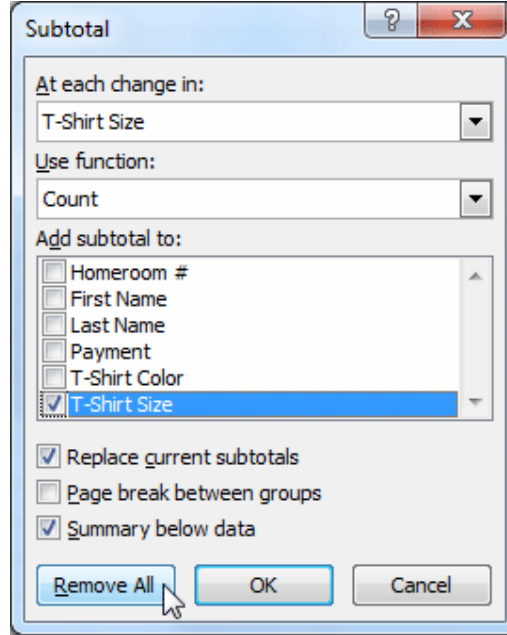 Subtotal
At each change in:
T-Shirt Size
Use function:
Count
Add subtotal to:
Homeroom #
First Name
Last Name
Payment
T-Shirt Color
T-Shirt Size
Replace current subtotals
Page break between groups
Summary below data
Remove All OK Cancel